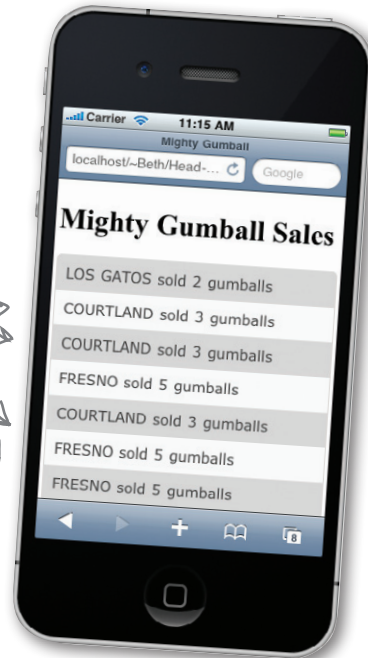 Carrier 11:15 AM
Mighty Gumball
localhost/~Beth/Head-... Google
Mighty Gumball Sales
LOS GATOS sold 2 gumballs
COURTLAND sold 3 gumballs
COURTLAND sold 3 gumballs
FRESNO sold 5 gumballs
COURTLAND sold 3 gumballs
FRESNO sold 5 gumballs
FRESNO sold 5 gumballs
8